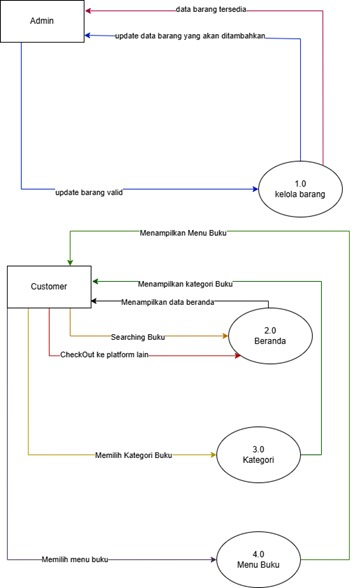 data barang tersedia
Admin
update data barang yang akan ditambahkan
1.0
kelola barang
update barang valid
Menampilkan Menu Buku
Customer
Menampilkan kategori Buku
Menampilkan data beranda
2.0
Beranda
Searching Buku
CheckOut ke platform lain
3.0
Kategori
Memilih Kategori Buku
4.0
Menu Buku
Memilih menu buku